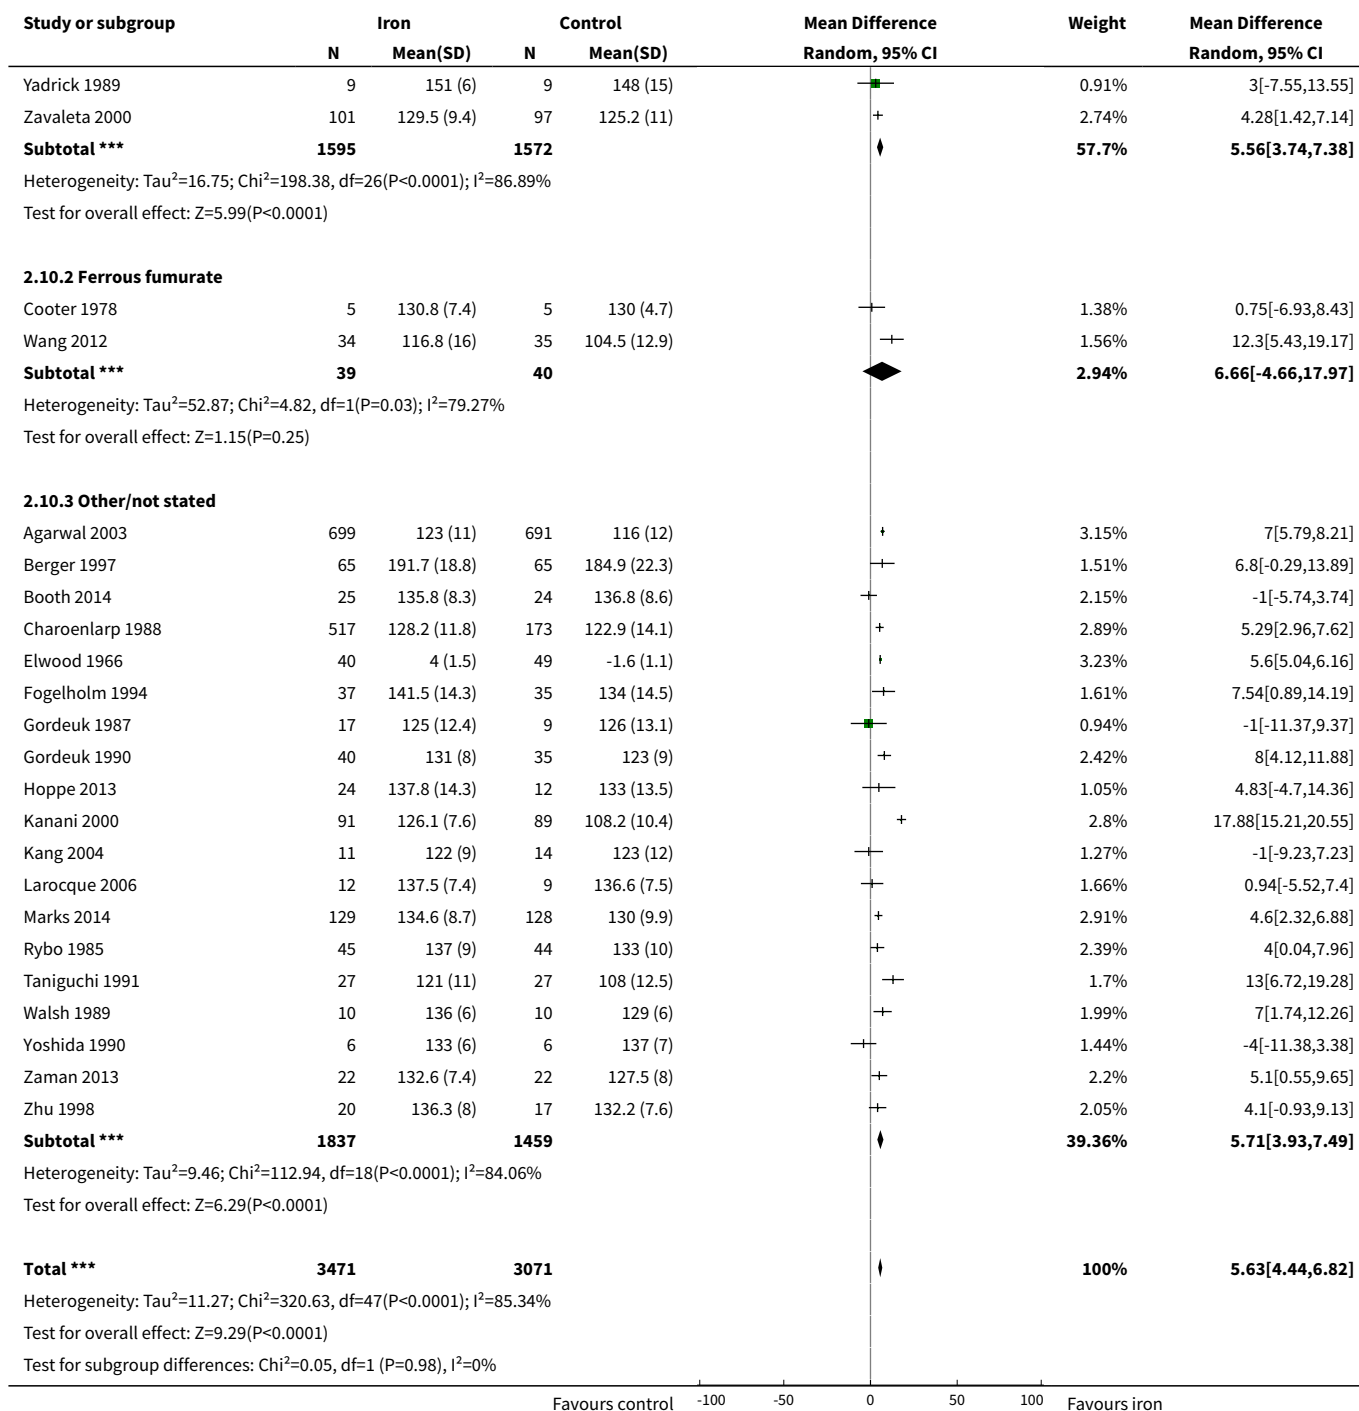 Study or subgroup Iron Control Mean Difference Weight Mean Difference
N Mean(SD) N Mean(SD) Random, 95% CI Random, 95% CI
Yadrick 1989 9 151 (6) 9 148 (15) 0.91% 3[-7.55,13.55]
Zavaleta 2000 101 129.5 (9.4) 97 125.2 (11) 2.74% 4.28[1.42,7.14]
Subtotal *** 1595 1572 57.7% 5.56[3.74,7.38]
Heterogeneity: Tau²=16.75; Chi²=198.38, df=26(P<0.0001); I²=86.89%
Test for overall effect: Z=5.99(P<0.0001)
2.10.2 Ferrous fumurate
Cooter 1978 5 130.8 (7.4) 5 130 (4.7) 1.38% 0.75[-6.93,8.43]
Wang 2012 34 116.8 (16) 35 104.5 (12.9) 1.56% 12.3[5.43,19.17]
Subtotal *** 39 40 2.94% 6.66[-4.66,17.97]
Heterogeneity: Tau²=52.87; Chi²=4.82, df=1(P=0.03); I²=79.27%
Test for overall effect: Z=1.15(P=0.25)
2.10.3 Other/not stated
Agarwal 2003 699 123 (11) 691 116 (12) 3.15% 7[5.79,8.21]
Berger 1997 65 191.7 (18.8) 65 184.9 (22.3) 1.51% 6.8[-0.29,13.89]
Booth 2014 25 135.8 (8.3) 24 136.8 (8.6) 2.15% -1[-5.74,3.74]
Charoenlarp 1988 517 128.2 (11.8) 173 122.9 (14.1) 2.89% 5.29[2.96,7.62]
Elwood 1966 40 4 (1.5) 49 -1.6 (1.1) 3.23% 5.6[5.04,6.16]
Fogelholm 1994 37 141.5 (14.3) 35 134 (14.5) 1.61% 7.54[0.89,14.19]
Gordeuk 1987 17 125 (12.4) 9 126 (13.1) 0.94% -1[-11.37,9.37]
Gordeuk 1990 40 131 (8) 35 123 (9) 2.42% 8[4.12,11.88]
Hoppe 2013 24 137.8 (14.3) 12 133 (13.5) 1.05% 4.83[-4.7,14.36]
Kanani 2000 91 126.1 (7.6) 89 108.2 (10.4) 2.8% 17.88[15.21,20.55]
Kang 2004 11 122 (9) 14 123 (12) 1.27% -1[-9.23,7.23]
Larocque 2006 12 137.5 (7.4) 9 136.6 (7.5) 1.66% 0.94[-5.52,7.4]
Marks 2014 129 134.6 (8.7) 128 130 (9.9) 2.91% 4.6[2.32,6.88]
Rybo 1985 45 137 (9) 44 133 (10) 2.39% 4[0.04,7.96]
Taniguchi 1991 27 121 (11) 27 108 (12.5) 1.7% 13[6.72,19.28]
Walsh 1989 10 136 (6) 10 129 (6) 1.99% 7[1.74,12.26]
Yoshida 1990 6 133 (6) 6 137 (7) 1.44% -4[-11.38,3.38]
Zaman 2013 22 132.6 (7.4) 22 127.5 (8) 2.2% 5.1[0.55,9.65]
Zhu 1998 20 136.3 (8) 17 132.2 (7.6) 2.05% 4.1[-0.93,9.13]
Subtotal *** 1837 1459 39.36% 5.71[3.93,7.49]
Heterogeneity: Tau²=9.46; Chi²=112.94, df=18(P<0.0001); I²=84.06%
Test for overall effect: Z=6.29(P<0.0001)
Total *** 3471 3071 100% 5.63[4.44,6.82]
Heterogeneity: Tau²=11.27; Chi²=320.63, df=47(P<0.0001); I²=85.34%
Test for overall effect: Z=9.29(P<0.0001)
Test for subgroup differences: Chi²=0.05, df=1 (P=0.98), I²=0%
Favours control -100 -50 0 50 100 Favours iron